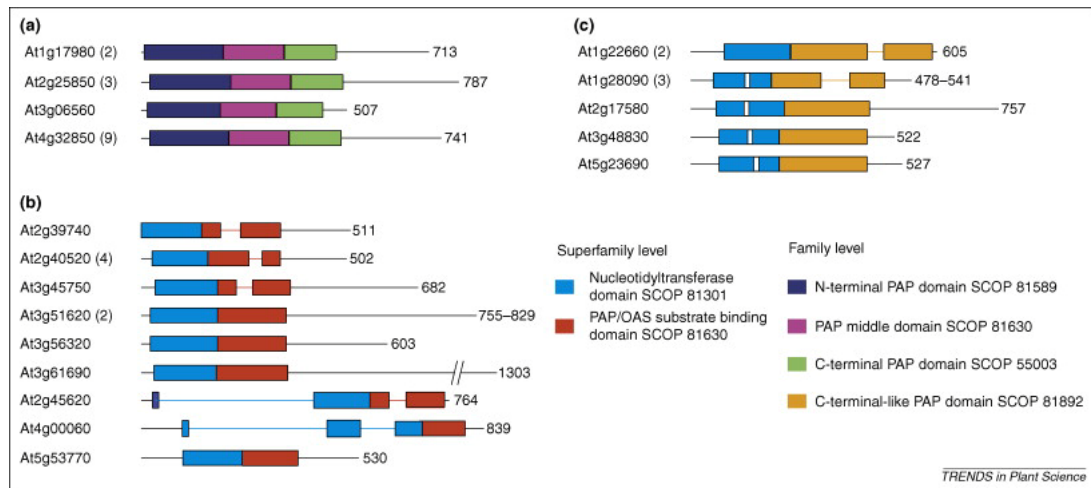 (a)
At1g17980 (2) 713
At2g25850 (3) 787
At3g06560 507
At4g32850 (9) 741
(b)
At2g39740 511
At2g40520 (4) 502
At3g45750 682
At3g51620 (2) 755–829
At3g56320 603
At3g61690 1303
At2g45620 764
At4g00060 839
At5g53770 530
(c)
At1g22660 (2) 605
At1g28090 (3) 478–541
At2g17580 757
At3g48830 522
At5g23690 527
Superfamily level
Nucleotidyltransferase
domain SCOP 81301
PAP/OAS substrate binding
domain SCOP 81630
Family level
N-terminal PAP domain SCOP 81589
PAP middle domain SCOP 81630
C-terminal PAP domain SCOP 55003
C-terminal-like PAP domain SCOP 81892
TRENDS in Plant Science